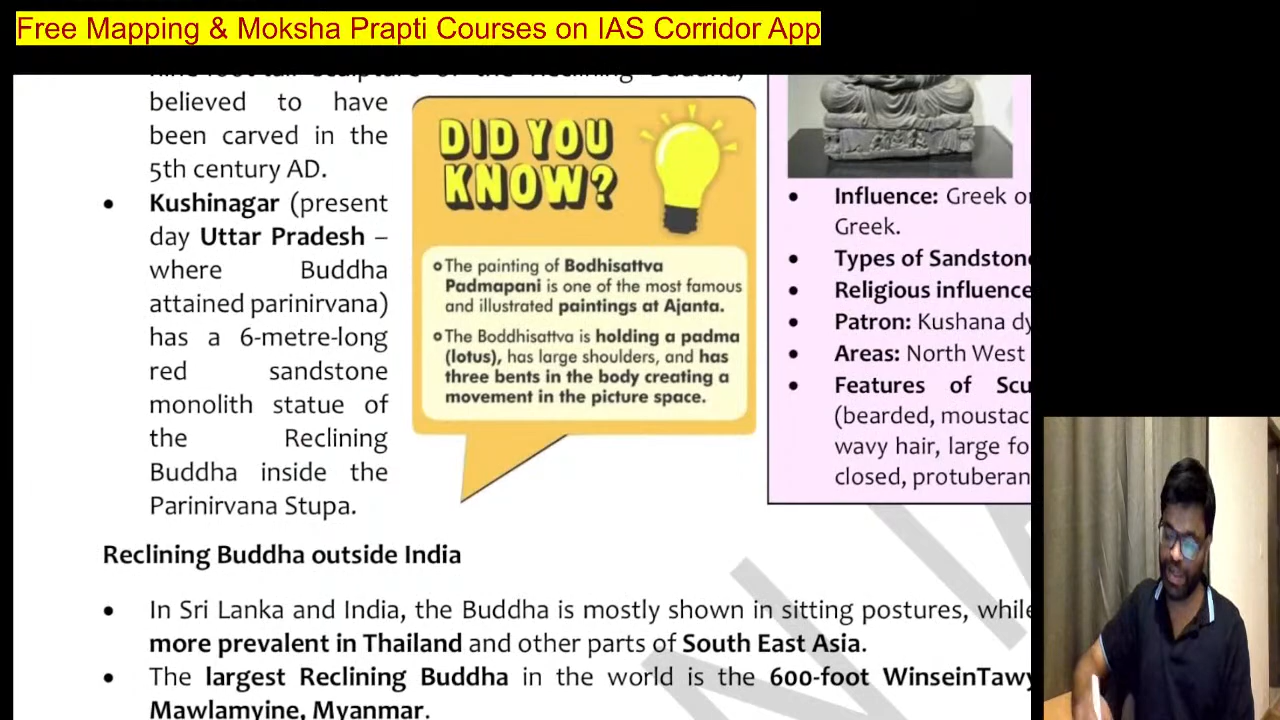 Free Mapping & Moksha Prapti Courses on IAS Corridor App
nine-foot-tall sculpture of the Reclining Buddha,
believed to have
been carved in the
5th century AD.
• Kushinagar (present
day Uttar Pradesh –
where Buddha
attained parinirvana)
has a 6-metre-long
red sandstone
monolith statue of
the Reclining
Buddha inside the
Parinirvana Stupa.
DID YOU
KNOW?
The painting of Bodhisattva
Padmapani is one of the most famous
and illustrated paintings at Ajanta.
The Boddhisattva is holding a padma
(lotus), has large shoulders, and has
three bents in the body creating a
movement in the picture space.
• Influence: Greek or
Greek.
• Types of Sandstone
• Religious influence
• Patron: Kushana dy
• Areas: North West
• Features of Scu
(bearded, moustac
wavy hair, large fo
closed, protuberan
Reclining Buddha outside India
• In Sri Lanka and India, the Buddha is mostly shown in sitting postures, while
more prevalent in Thailand and other parts of South East Asia.
• The largest Reclining Buddha in the world is the 600-foot WinseinTawy
Mawlamyine, Myanmar.